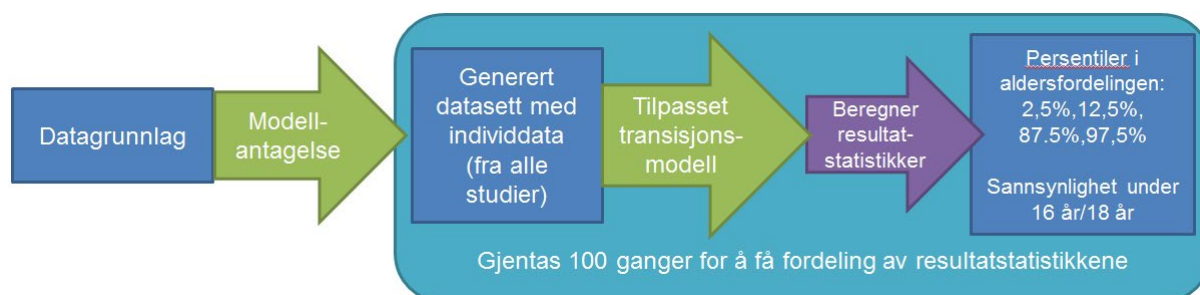 Datagrunnlag
Modell-
antagelse
Generert
datasett med
individdata
(fra alle
studier)
Tilpasset
transisjons-
modell
Beregner
resultat-
statistikker
Persentiler i
aldersfordelingen:
2,5%,12,5%,
87.5%,97,5%
Sannsynlighet under
16 år/18 år
Gjentas 100 ganger for å få fordeling av resultatstatistikkene